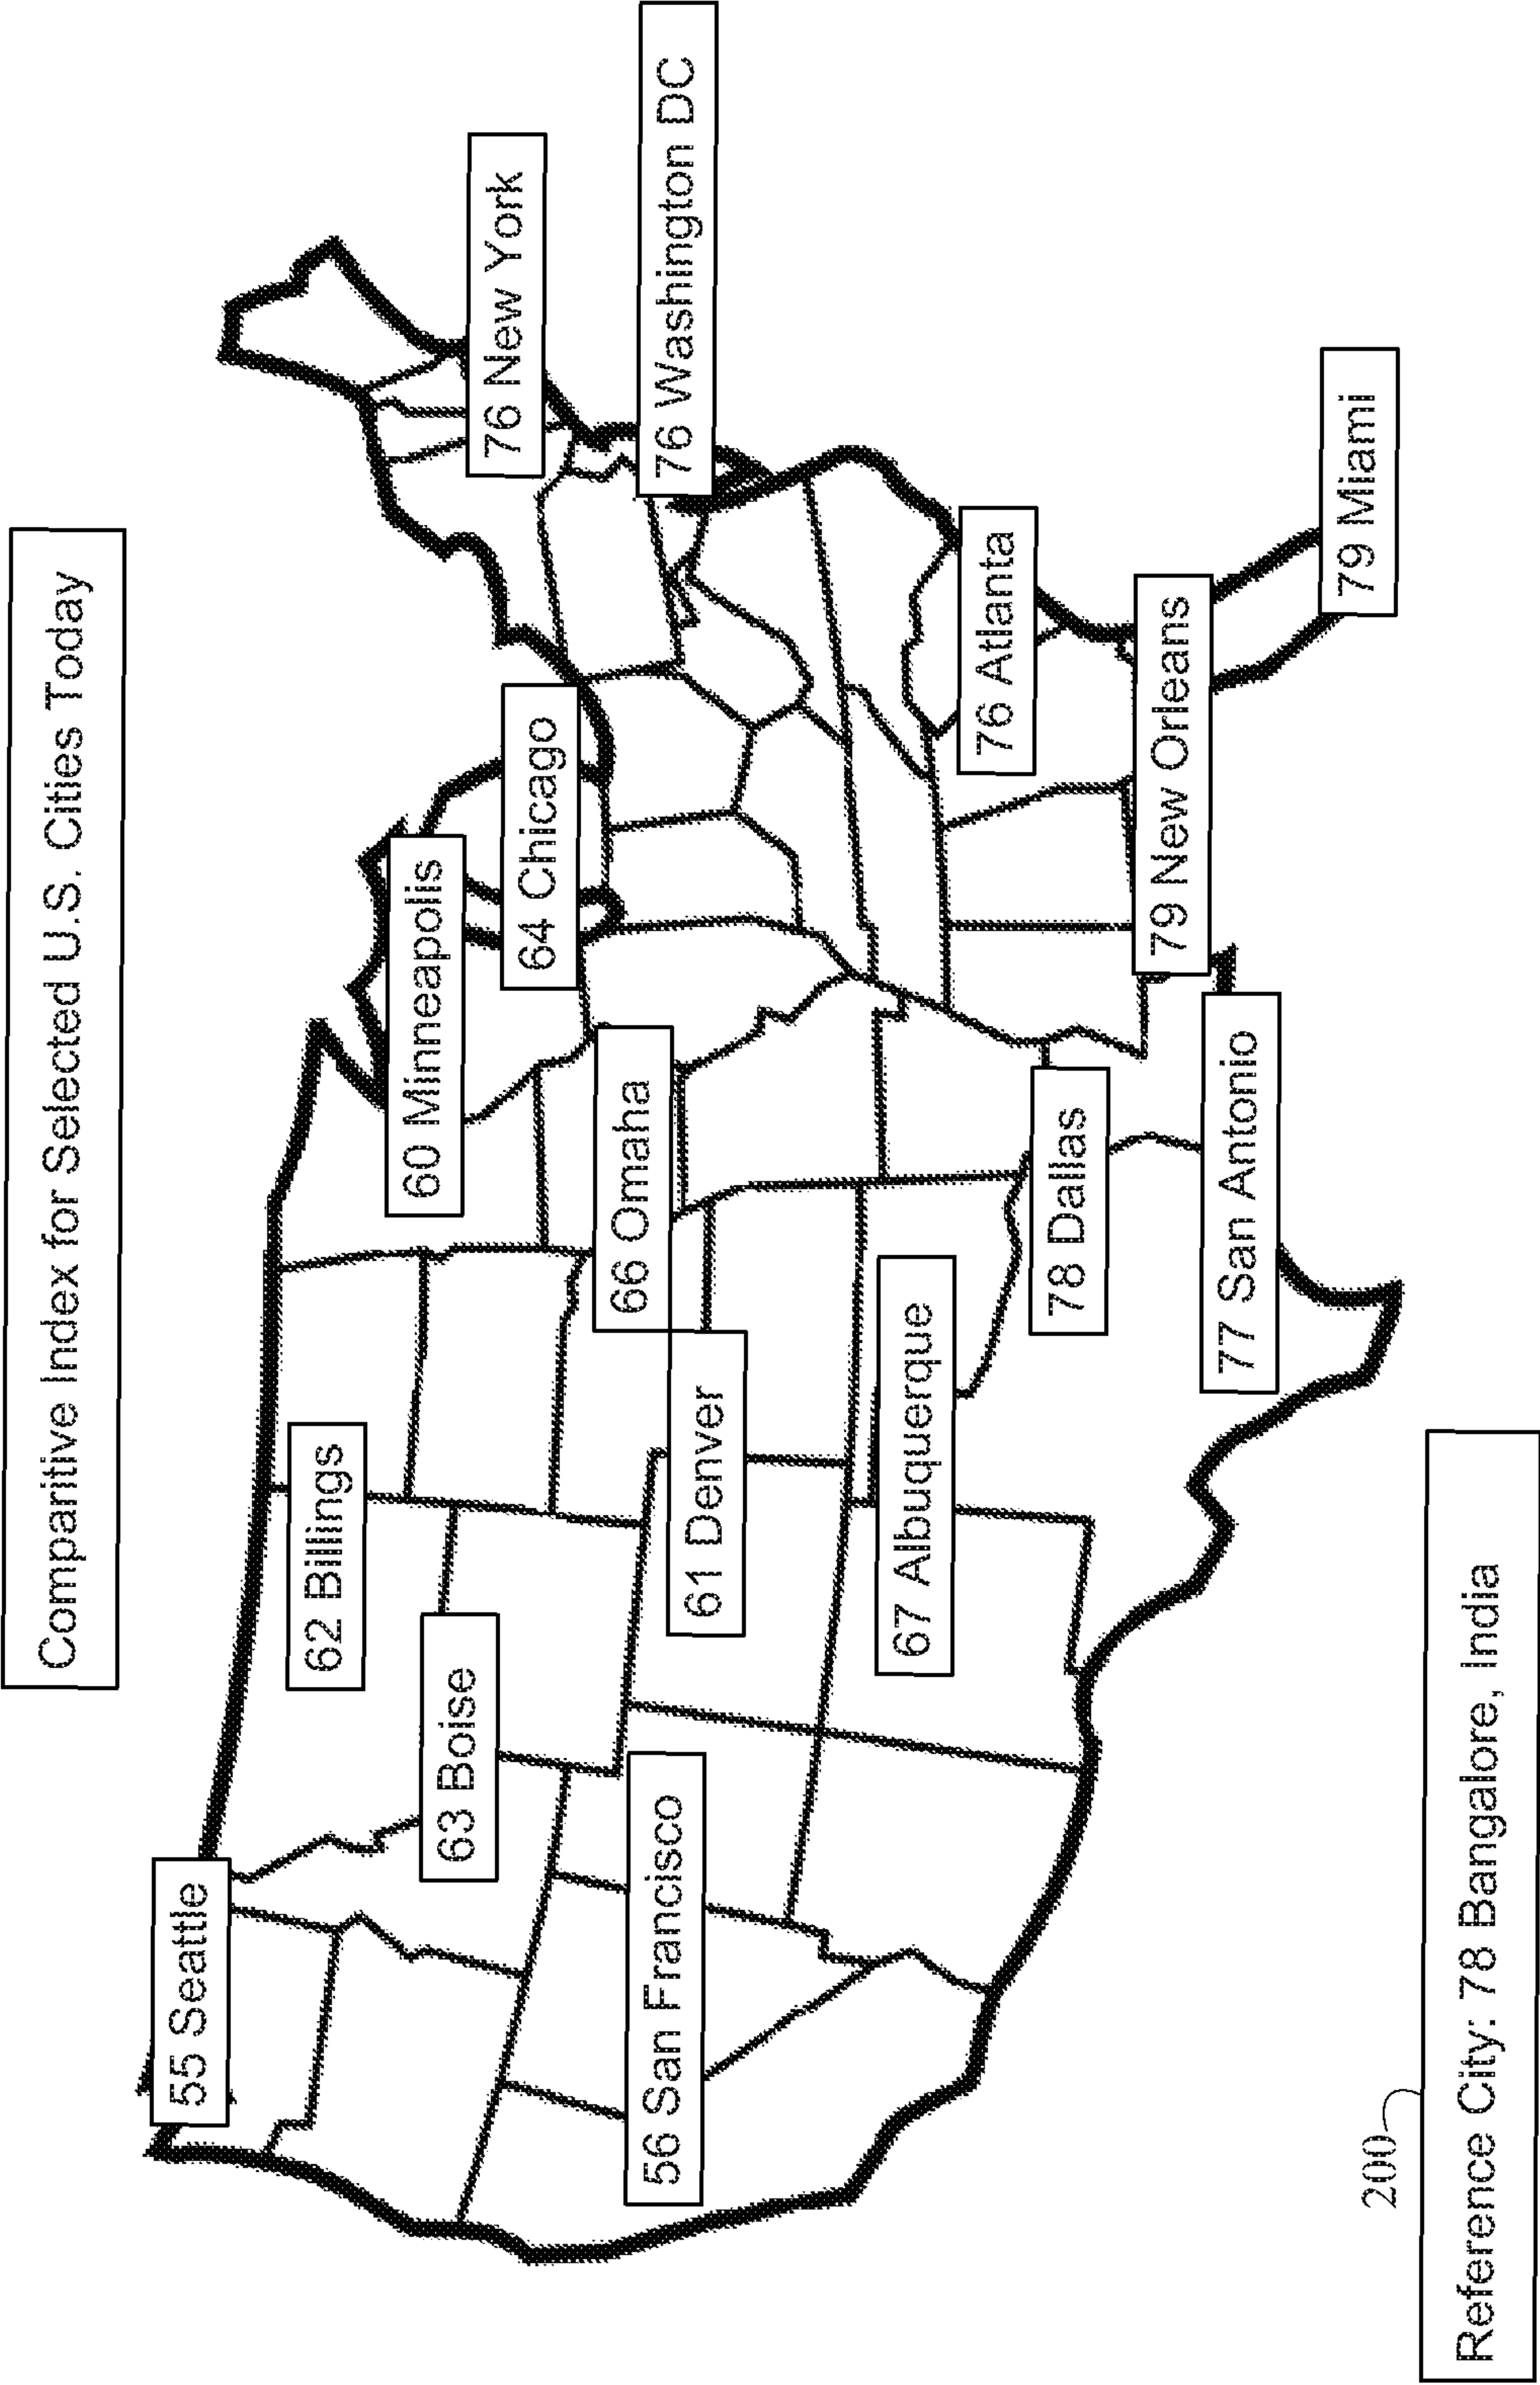 Comparitive Index for Selected U.S. Cities Today
55 Seattle
62 Billings
60 Minneapolis
63 Boise
76 New York
64 Chicago
66 Omaha
56 San Francisco
61 Denver
76 Washington DC
67 Albuquerque
76 Atlanta
78 Dallas
79 New Orleans
77 San Antonio
79 Miami
200
Reference City: 78 Bangalore, India